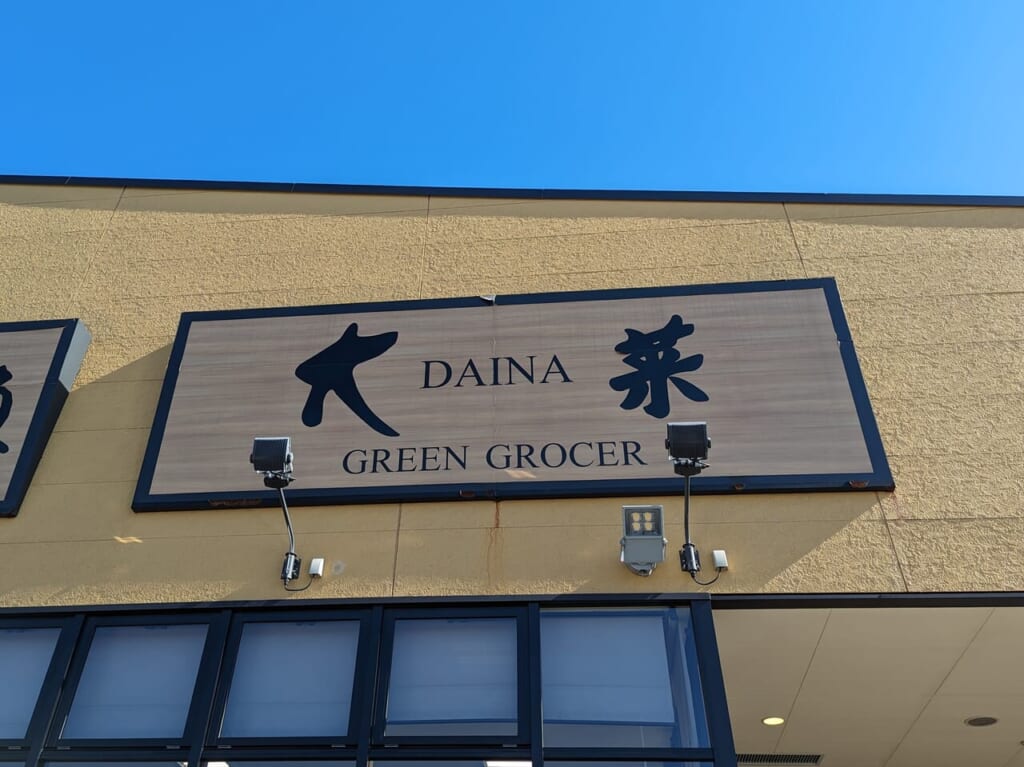 大 DAINA 菜
GREEN GROCER